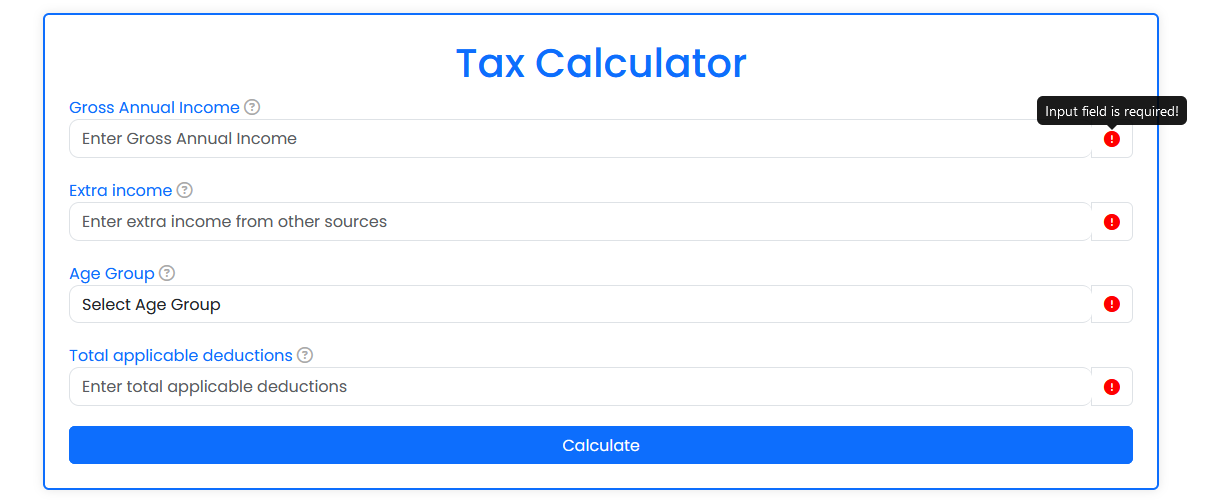 Tax Calculator
Gross Annual Income ?
Input field is required!
Enter Gross Annual Income !
Extra income ?
Enter extra income from other sources !
Age Group ?
Select Age Group !
Total applicable deductions ?
Enter total applicable deductions !
Calculate